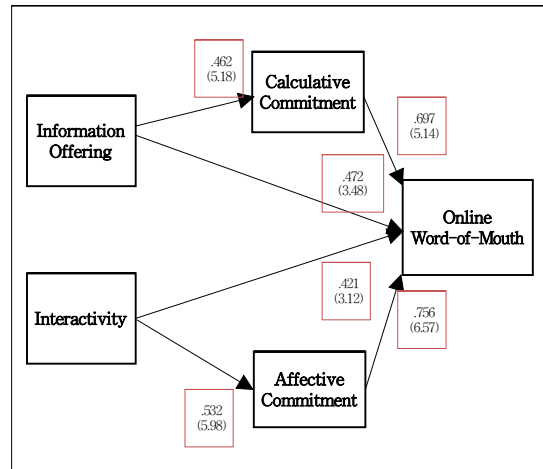 .462
(5.18)
Calculative
Commitment
.697
(5.14)
Information
Offering
.472
(3.48)
Online
Word-of-Mouth
Interactivity
.421
(3.12)
.756
(6.57)
Affective
Commitment
.532
(5.98)